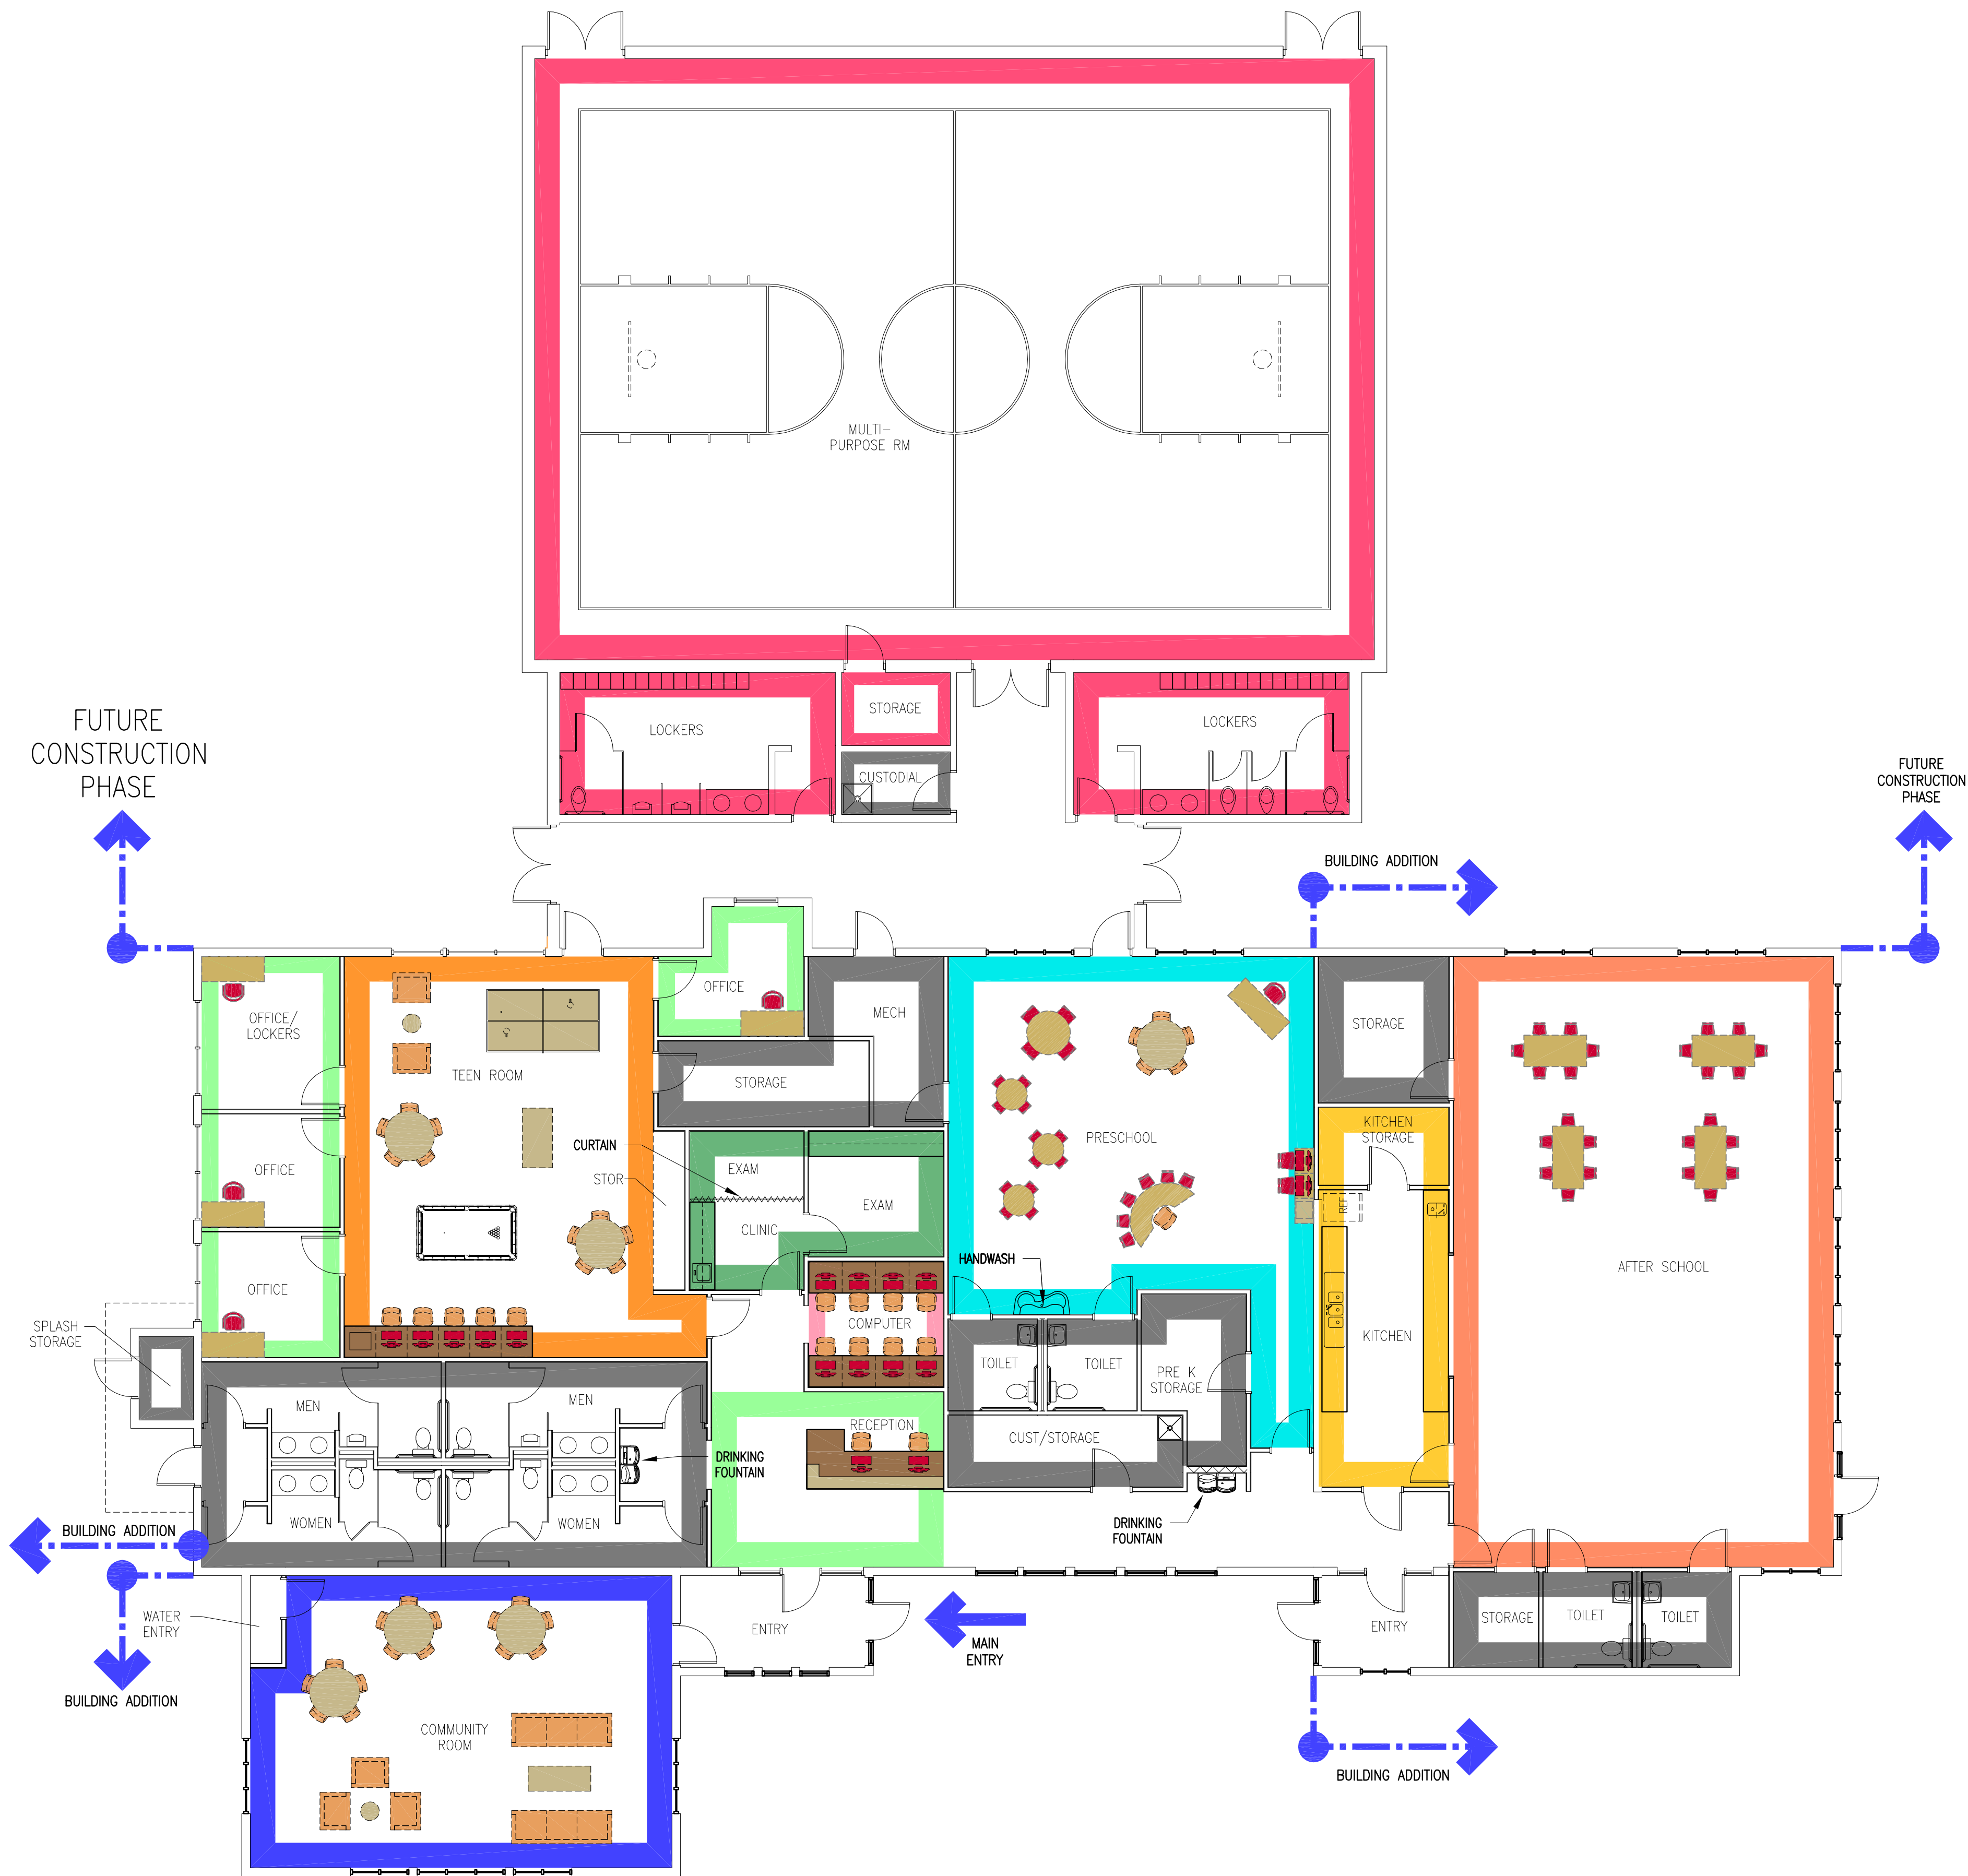 MULTI-
PURPOSE RM
STORAGE
LOCKERS
LOCKERS
CUSTODIAL
FUTURE
CONSTRUCTION
PHASE
FUTURE
CONSTRUCTION
PHASE
BUILDING ADDITION
OFFICE
MECH
OFFICE/
LOCKERS
TEEN ROOM
STORAGE
STORAGE
PRESCHOOL
KITCHEN
STORAGE
CURTAIN
EXAM
OFFICE
STOR
EXAM
REF
CLINIC
HANDWASH
AFTER SCHOOL
OFFICE
SPLASH
STORAGE
COMPUTER
KITCHEN
TOILET
TOILET
PRE K
STORAGE
MEN
MEN
RECEPTION
CUST/STORAGE
DRINKING
FOUNTAIN
WOMEN
WOMEN
DRINKING
FOUNTAIN
BUILDING ADDITION
WATER
ENTRY
ENTRY
MAIN
ENTRY
ENTRY
STORAGE
TOILET
TOILET
BUILDING ADDITION
COMMUNITY
ROOM
BUILDING ADDITION